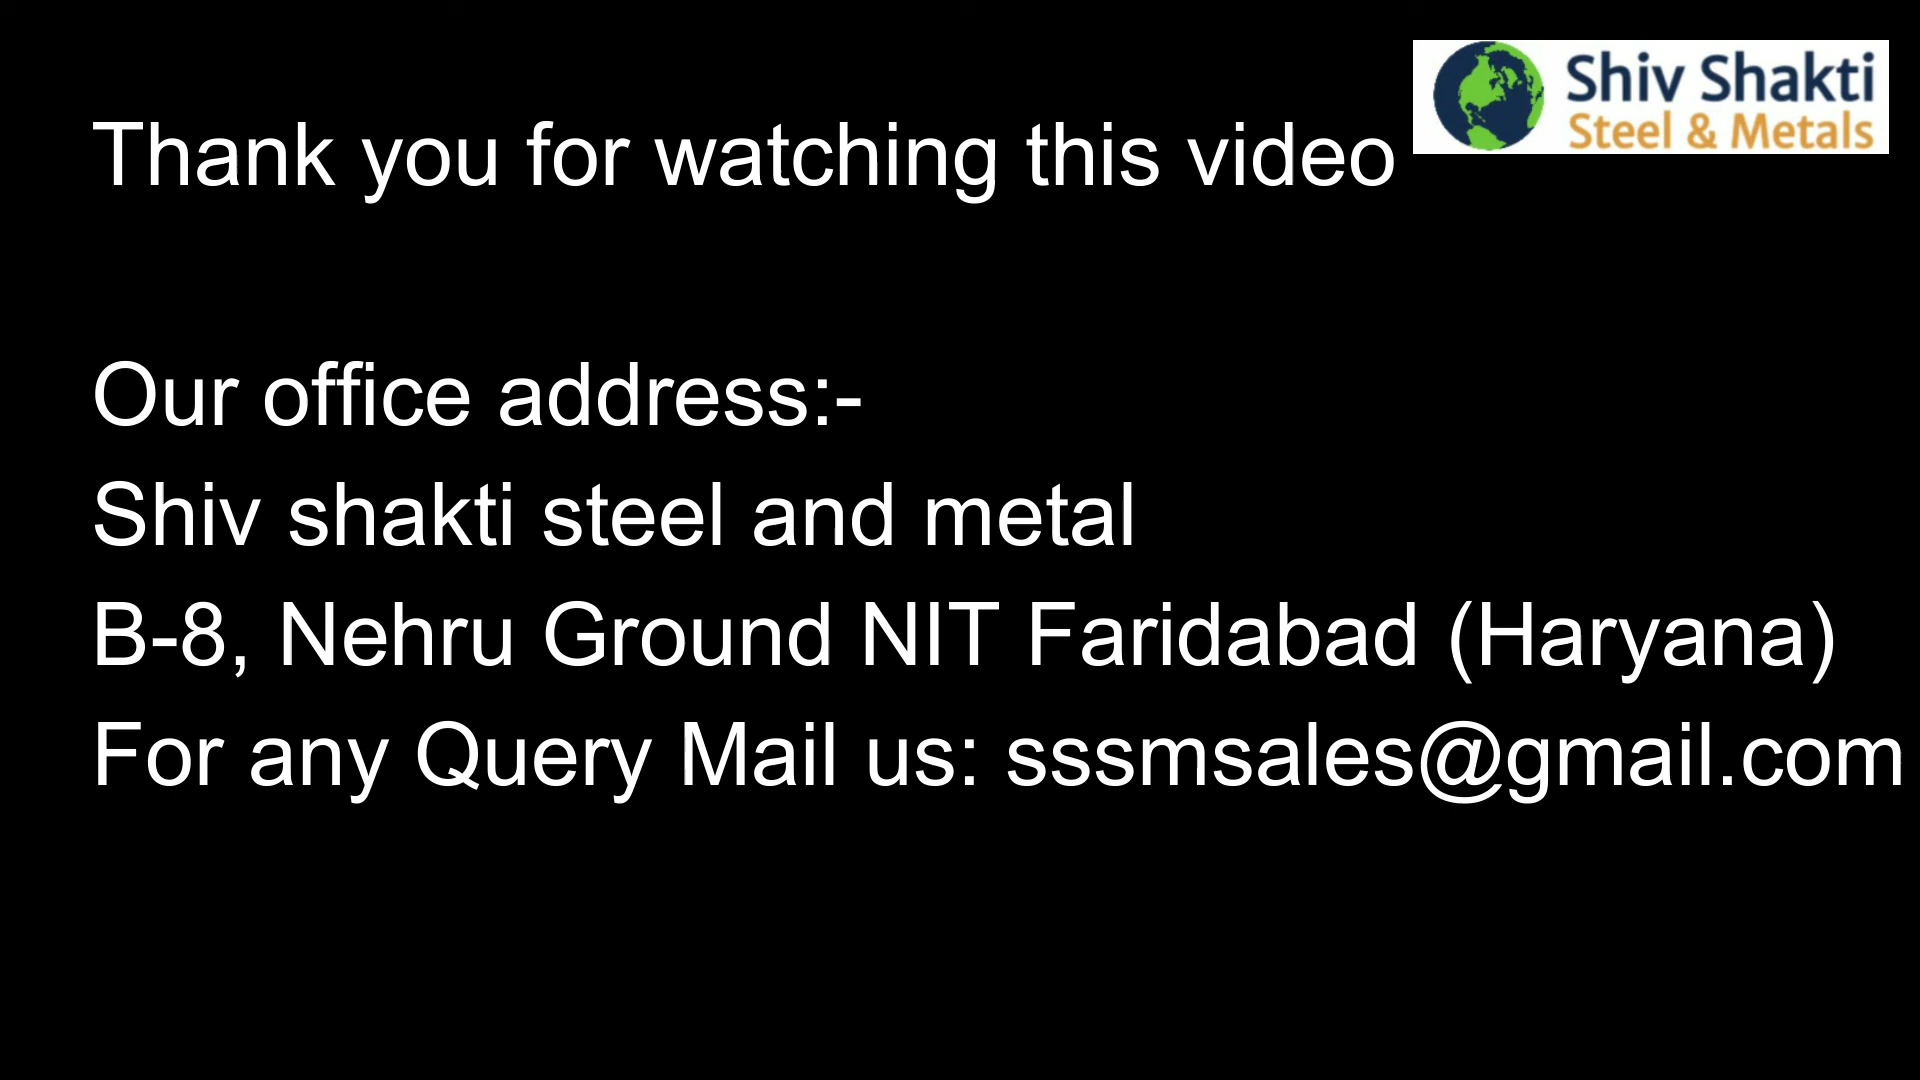 Shiv Shakti
Steel & Metals
Thank you for watching this video
Our office address:-
Shiv shakti steel and metal
B-8, Nehru Ground NIT Faridabad (Haryana)
For any Query Mail us: sssmsales@gmail.com